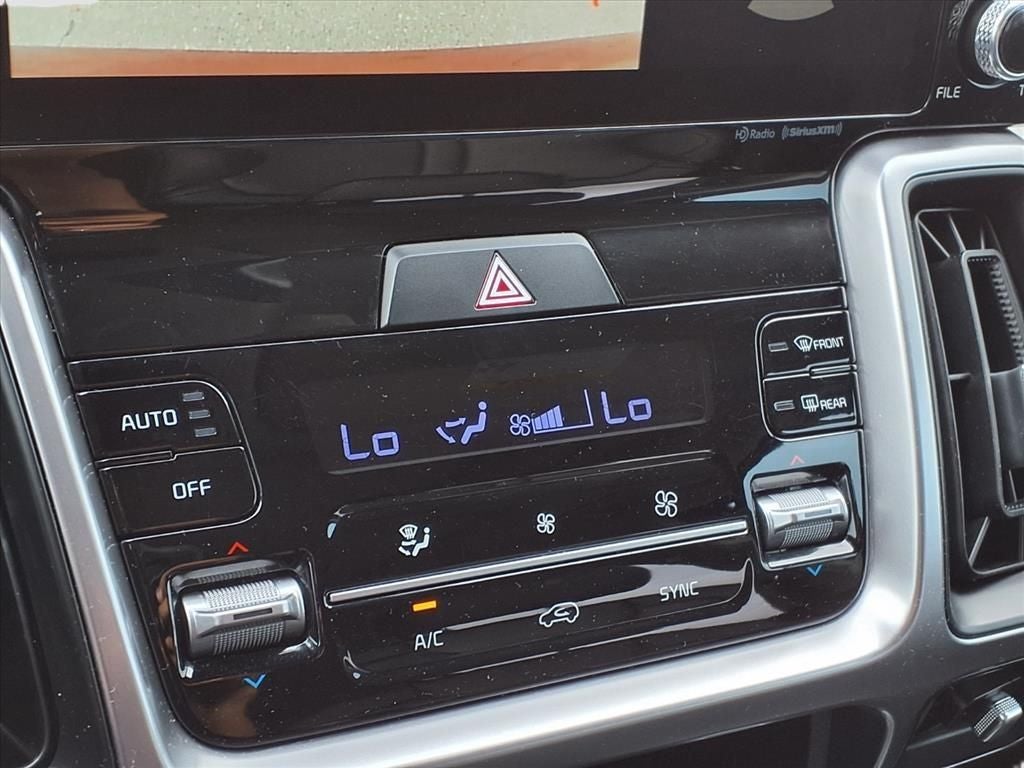 FILE
HD Radio ((SiriusXM))
FRONT
AUTO
REAR
Lo Lo
OFF
A/C
SYNC